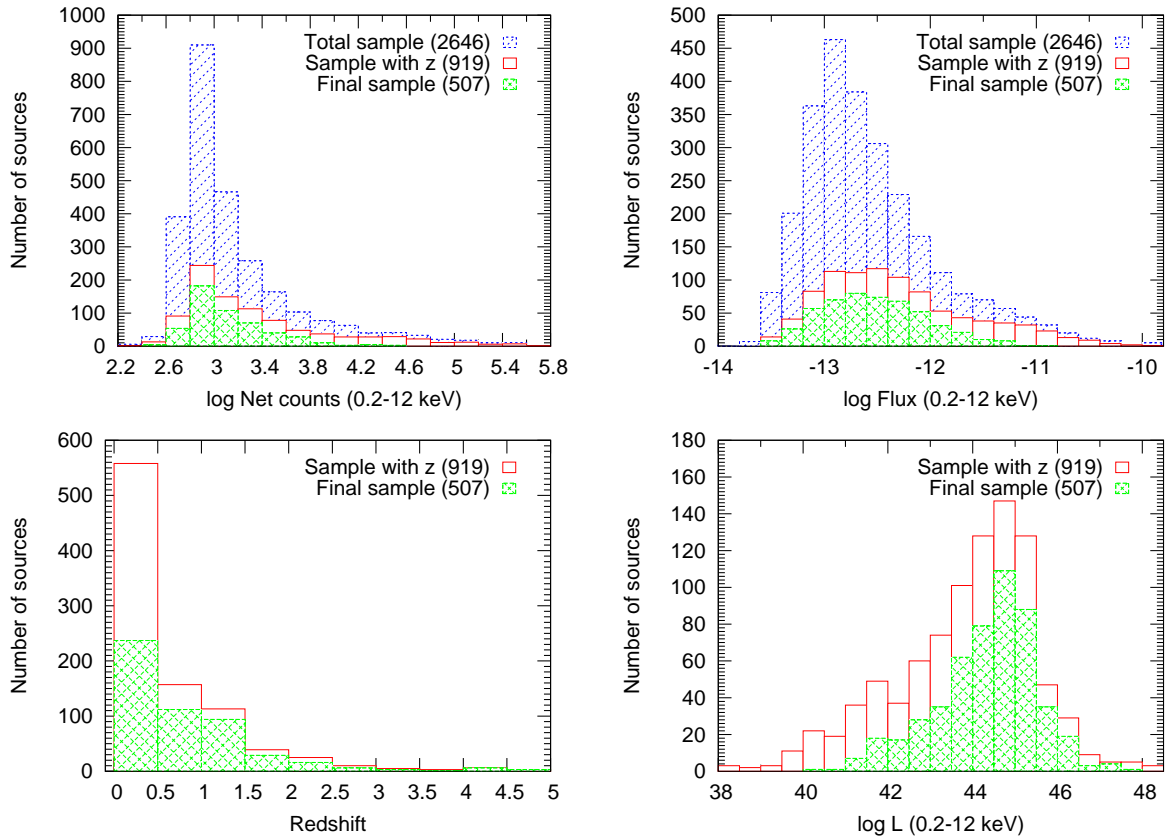 1000
900
800
700
600
500
400
300
200
100
0
Number of sources
Total sample (2646)
Sample with z (919)
Final sample (507)
2.2 2.6 3 3.4 3.8 4.2 4.6 5 5.4 5.8
log Net counts (0.2-12 keV)
500
450
400
350
300
250
200
150
100
50
0
Number of sources
Total sample (2646)
Sample with z (919)
Final sample (507)
-14 -13 -12 -11 -10
log Flux (0.2-12 keV)
600
500
400
300
200
100
0
Number of sources
Sample with z (919)
Final sample (507)
0 0.5 1 1.5 2 2.5 3 3.5 4 4.5 5
Redshift
180
160
140
120
100
80
60
40
20
0
Number of sources
Sample with z (919)
Final sample (507)
38 40 42 43 44 45 46 48
log L (0.2-12 keV)